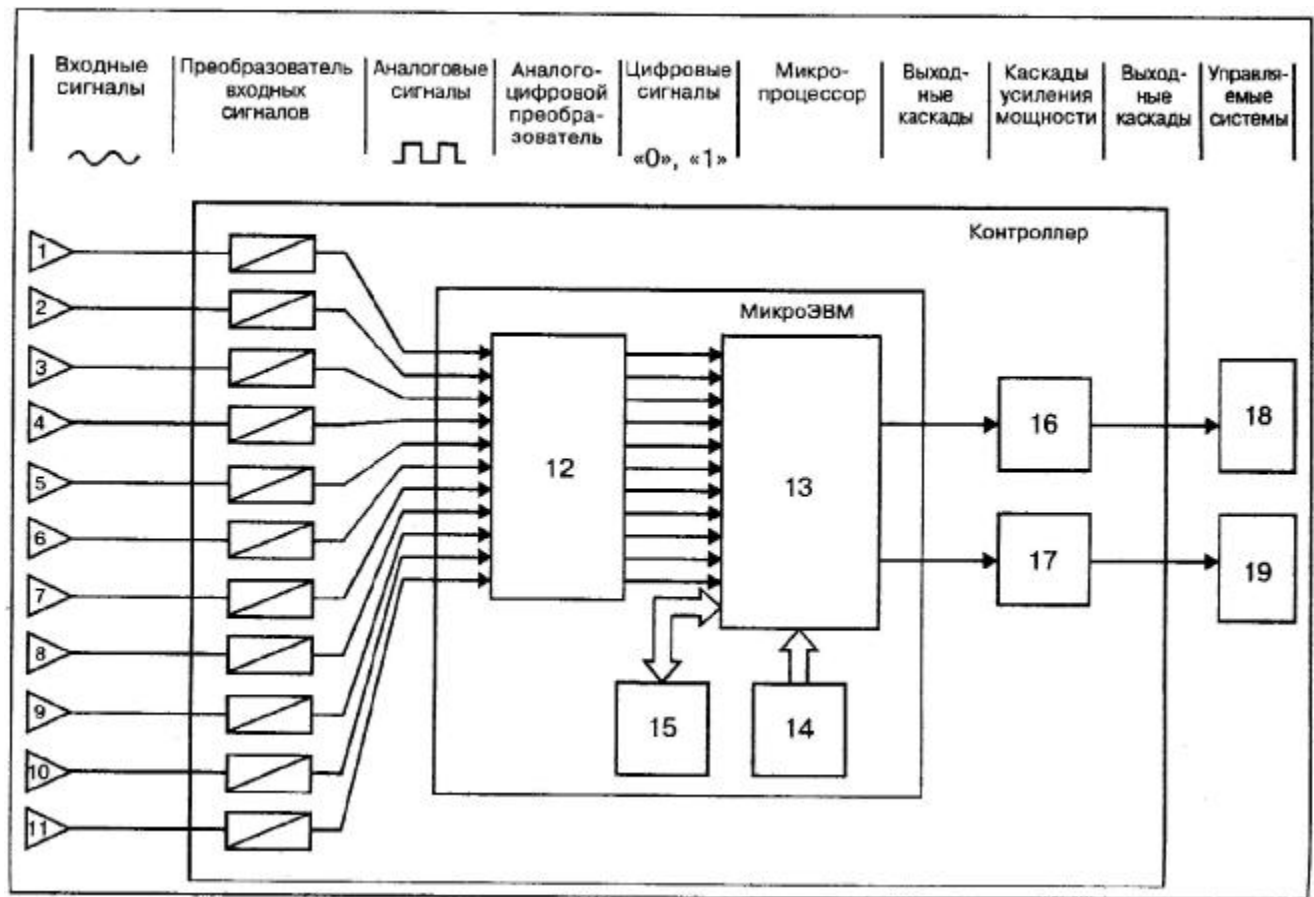 Входные
сигналы
Преобразователь
входных
сигналов
Аналоговые
сигналы
Аналого-
цифровой
преобра-
зователь
Цифровые
сигналы
«0», «1»
Микро-
процессор
Выход-
ные
каскады
Каскады
усиления
мощности
Выход-
ные
каскады
Управля-
емые
системы
Контроллер
МикроЭВМ
1
2
3
4
5
6
7
8
9
10
11
12
13
14
15
16
17
18
19